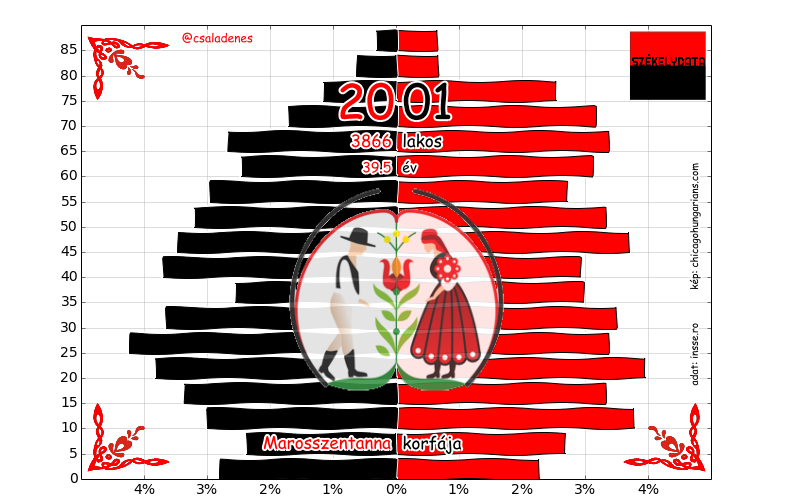 @csaladenes
SZÉKELYDATA
2001
3866 lakos
39.5 év
kép: chicagohungarians.com
adat: insse.ro
Marosszentanna korfája
85
80
75
70
65
60
55
50
45
40
35
30
25
20
15
10
5
0
4% 3% 2% 1% 0% 1% 2% 3% 4%